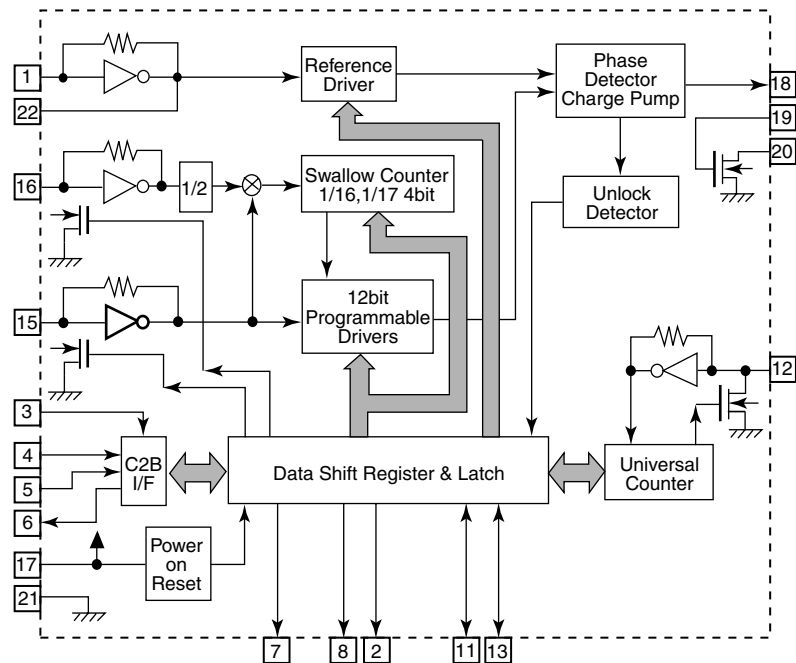 1
22
Reference
Driver
Phase
Detector
Charge Pump
18
19
20
16
1/2
Swallow Counter
1/16,1/17 4bit
Unlock
Detector
15
12bit
Programmable
Drivers
12
3
4
5
6
C2B
I/F
Data Shift Register & Latch
Universal
Counter
17
Power
on
Reset
21
7
8
2
11
13